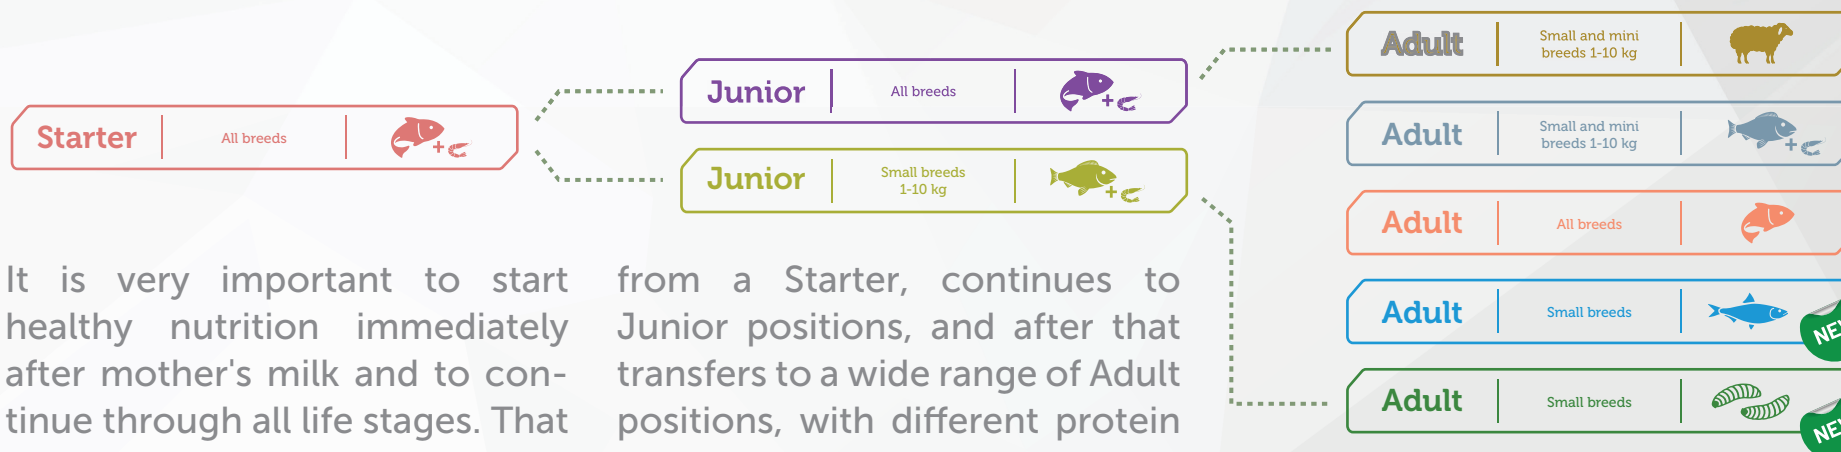 Starter
All breeds
Junior
All breeds
Junior
Small breeds
1-10 kg
Adult
Small and mini
breeds 1-10 kg
Adult
Small and mini
breeds 1-10 kg
Adult
All breeds
Adult
Small breeds
Adult
Small breeds
It is very important to start
healthy nutrition immediately
after mother's milk and to con-
tinue through all life stages. That
from a Starter, continues to
Junior positions, and after that
transfers to a wide range of Adult
positions, with different protein